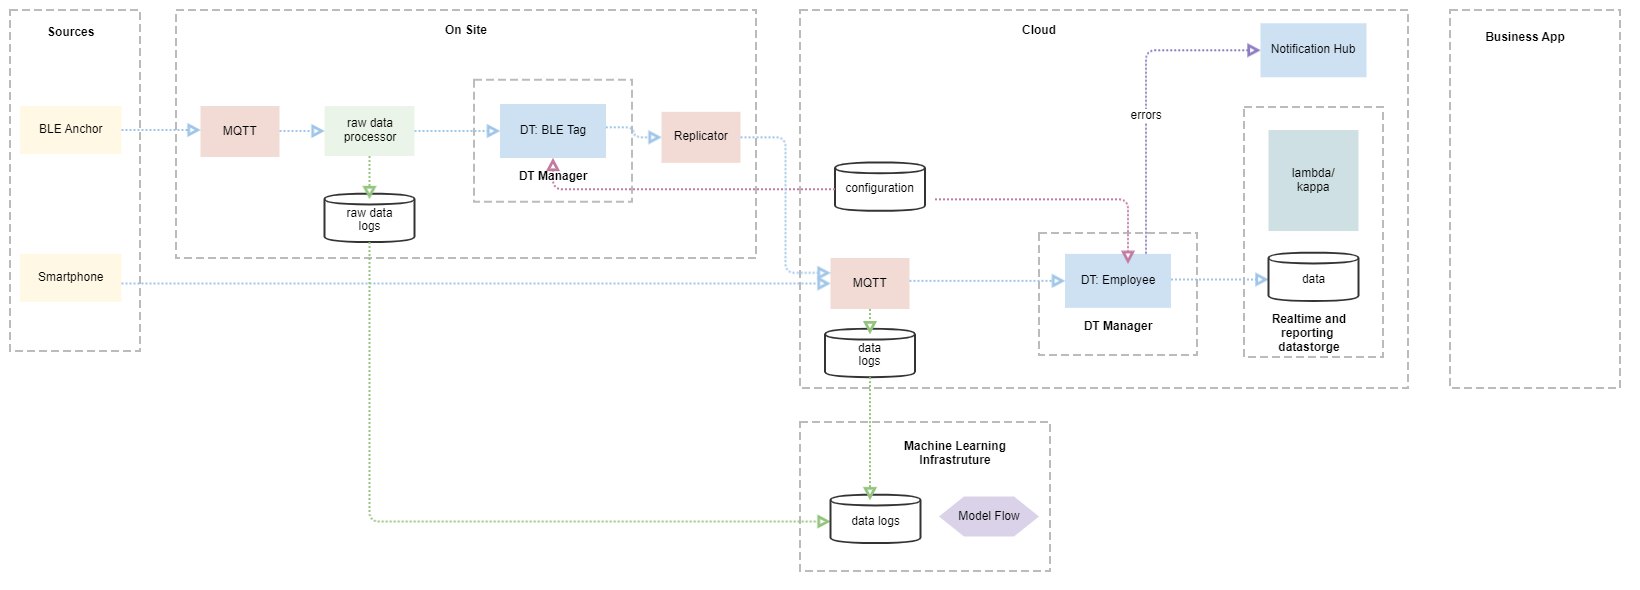 Sources
BLE Anchor
Smartphone
On Site
MQTT
raw data
processor
raw data
logs
DT: BLE Tag
DT Manager
Replicator
Cloud
configuration
MQTT
data
logs
errors
DT: Employee
DT Manager
Notification Hub
lambda/
kappa
data
Realtime and
reporting
datastorge
Business App
Machine Learning
Infrastruture
data logs
Model Flow